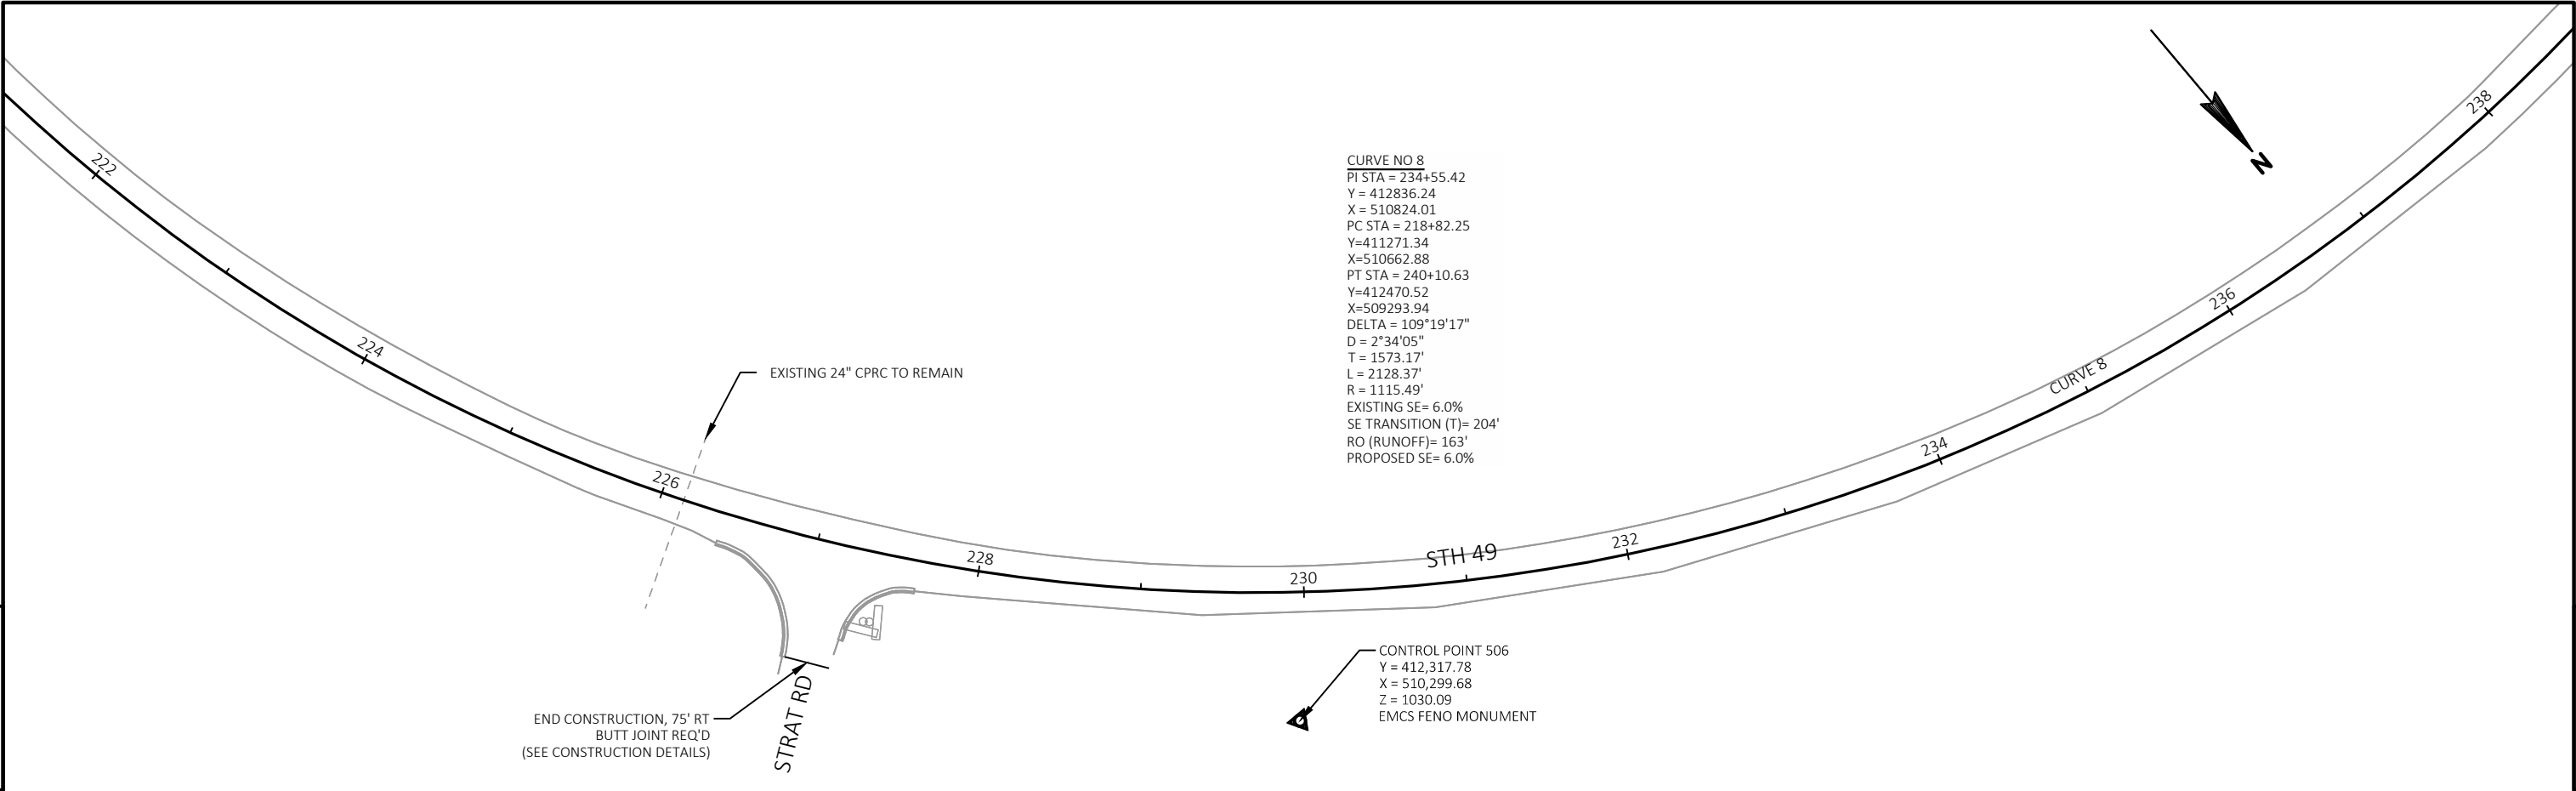 222
224
226
228
230
232
234
236
238
STH 49
CURVE 8
N
EXISTING 24" CPRC TO REMAIN
CURVE NO 8
PI STA = 234+55.42
Y = 412836.24
X = 510824.01
PC STA = 218+82.25
Y=411271.34
X=510662.88
PT STA = 240+10.63
Y=412470.52
X=509293.94
DELTA = 109°19'17"
D = 2°34'05"
T = 1573.17'
L = 2128.37'
R = 1115.49'
EXISTING SE= 6.0%
SE TRANSITION (T)= 204'
RO (RUNOFF)= 163'
PROPOSED SE= 6.0%
END CONSTRUCTION, 75' RT
BUTT JOINT REQ'D
(SEE CONSTRUCTION DETAILS)
STRAT RD
CONTROL POINT 506
Y = 412,317.78
X = 510,299.68
Z = 1030.09
EMCS FENO MONUMENT